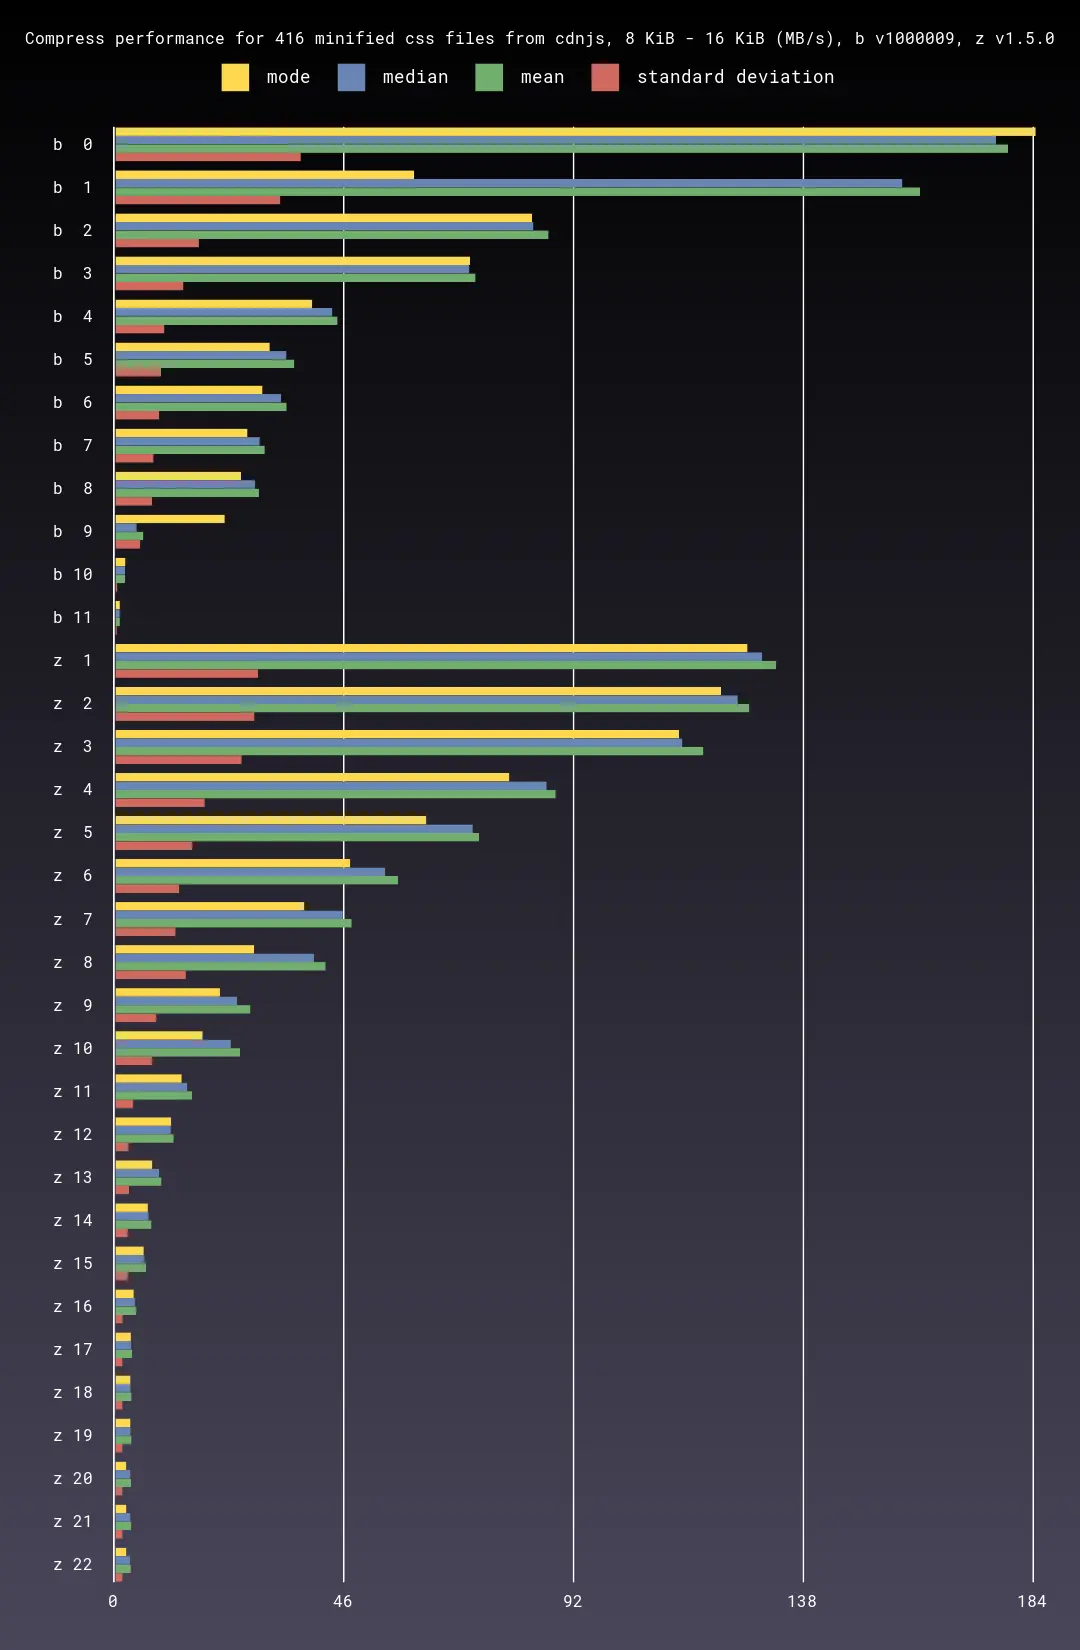 Compress performance for 416 minified css files from cdnjs, 8 KiB - 16 KiB (MB/s), b v1000009, z v1.5.0
mode median mean standard deviation
b 0
b 1
b 2
b 3
b 4
b 5
b 6
b 7
b 8
b 9
b 10
b 11
z 1
z 2
z 3
z 4
z 5
z 6
z 7
z 8
z 9
z 10
z 11
z 12
z 13
z 14
z 15
z 16
z 17
z 18
z 19
z 20
z 21
z 22
0 46 92 138 184